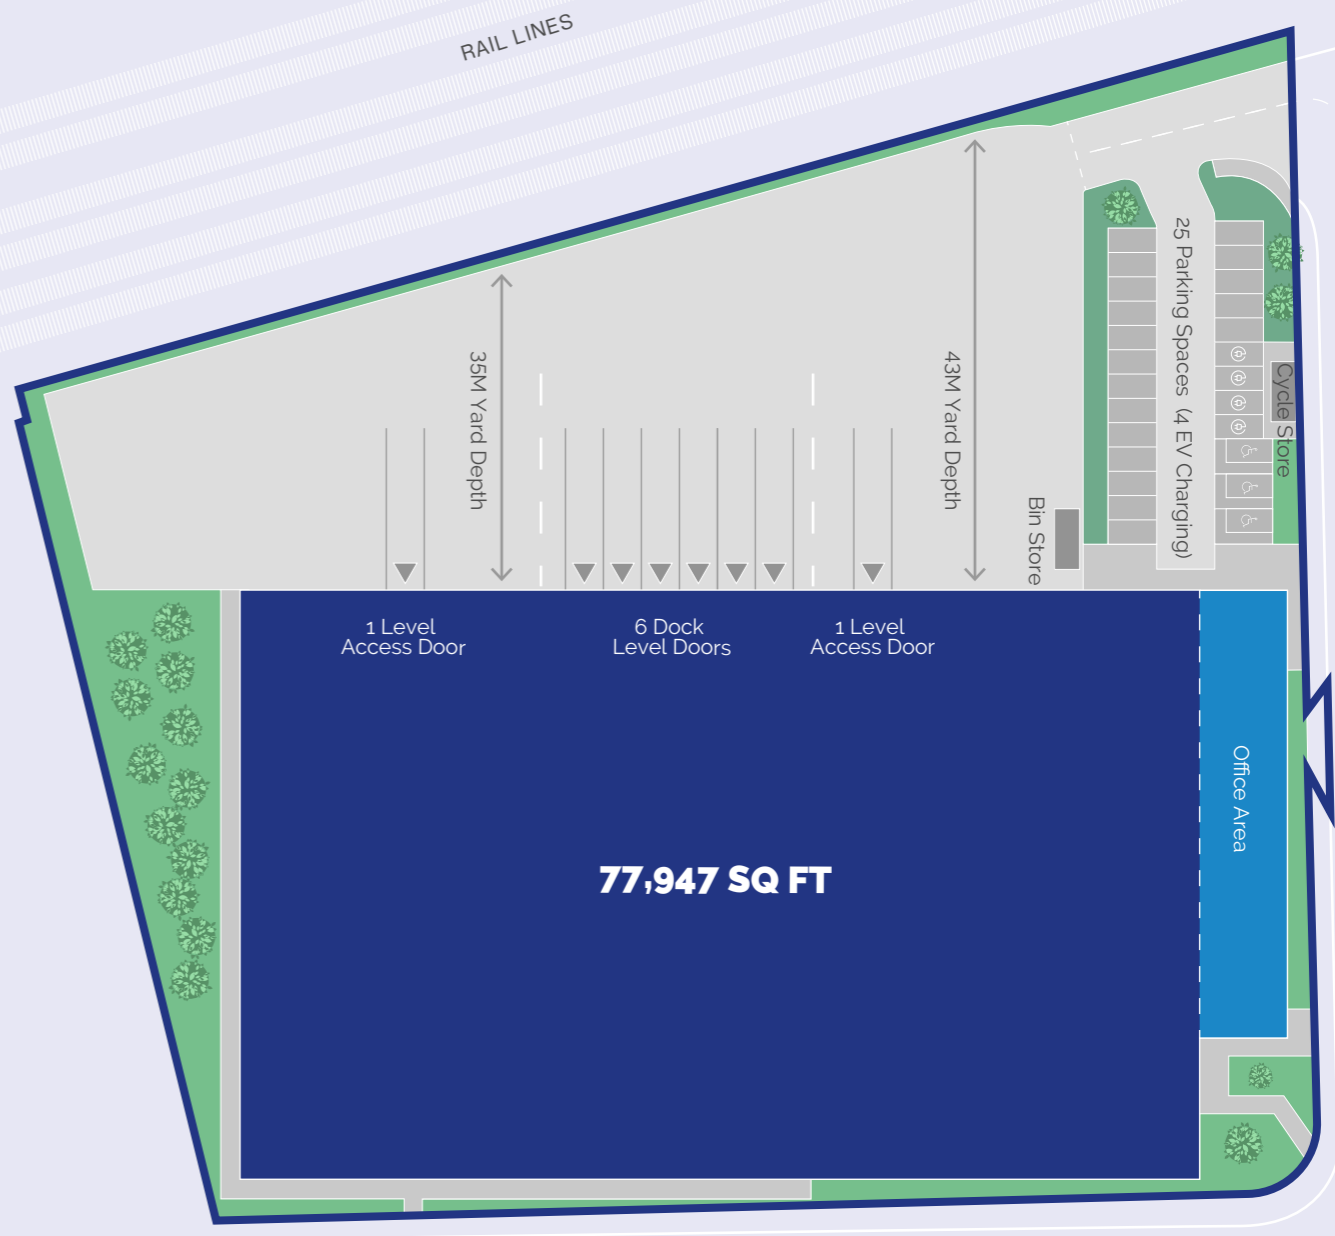 RAIL LINES
25 Parking Spaces (4 EV Charging)
35M Yard Depth
43M Yard Depth
Cycle Store
Bin Store
1 Level
Access Door
6 Dock
Level Doors
1 Level
Access Door
Office Area
77,947 SQ FT